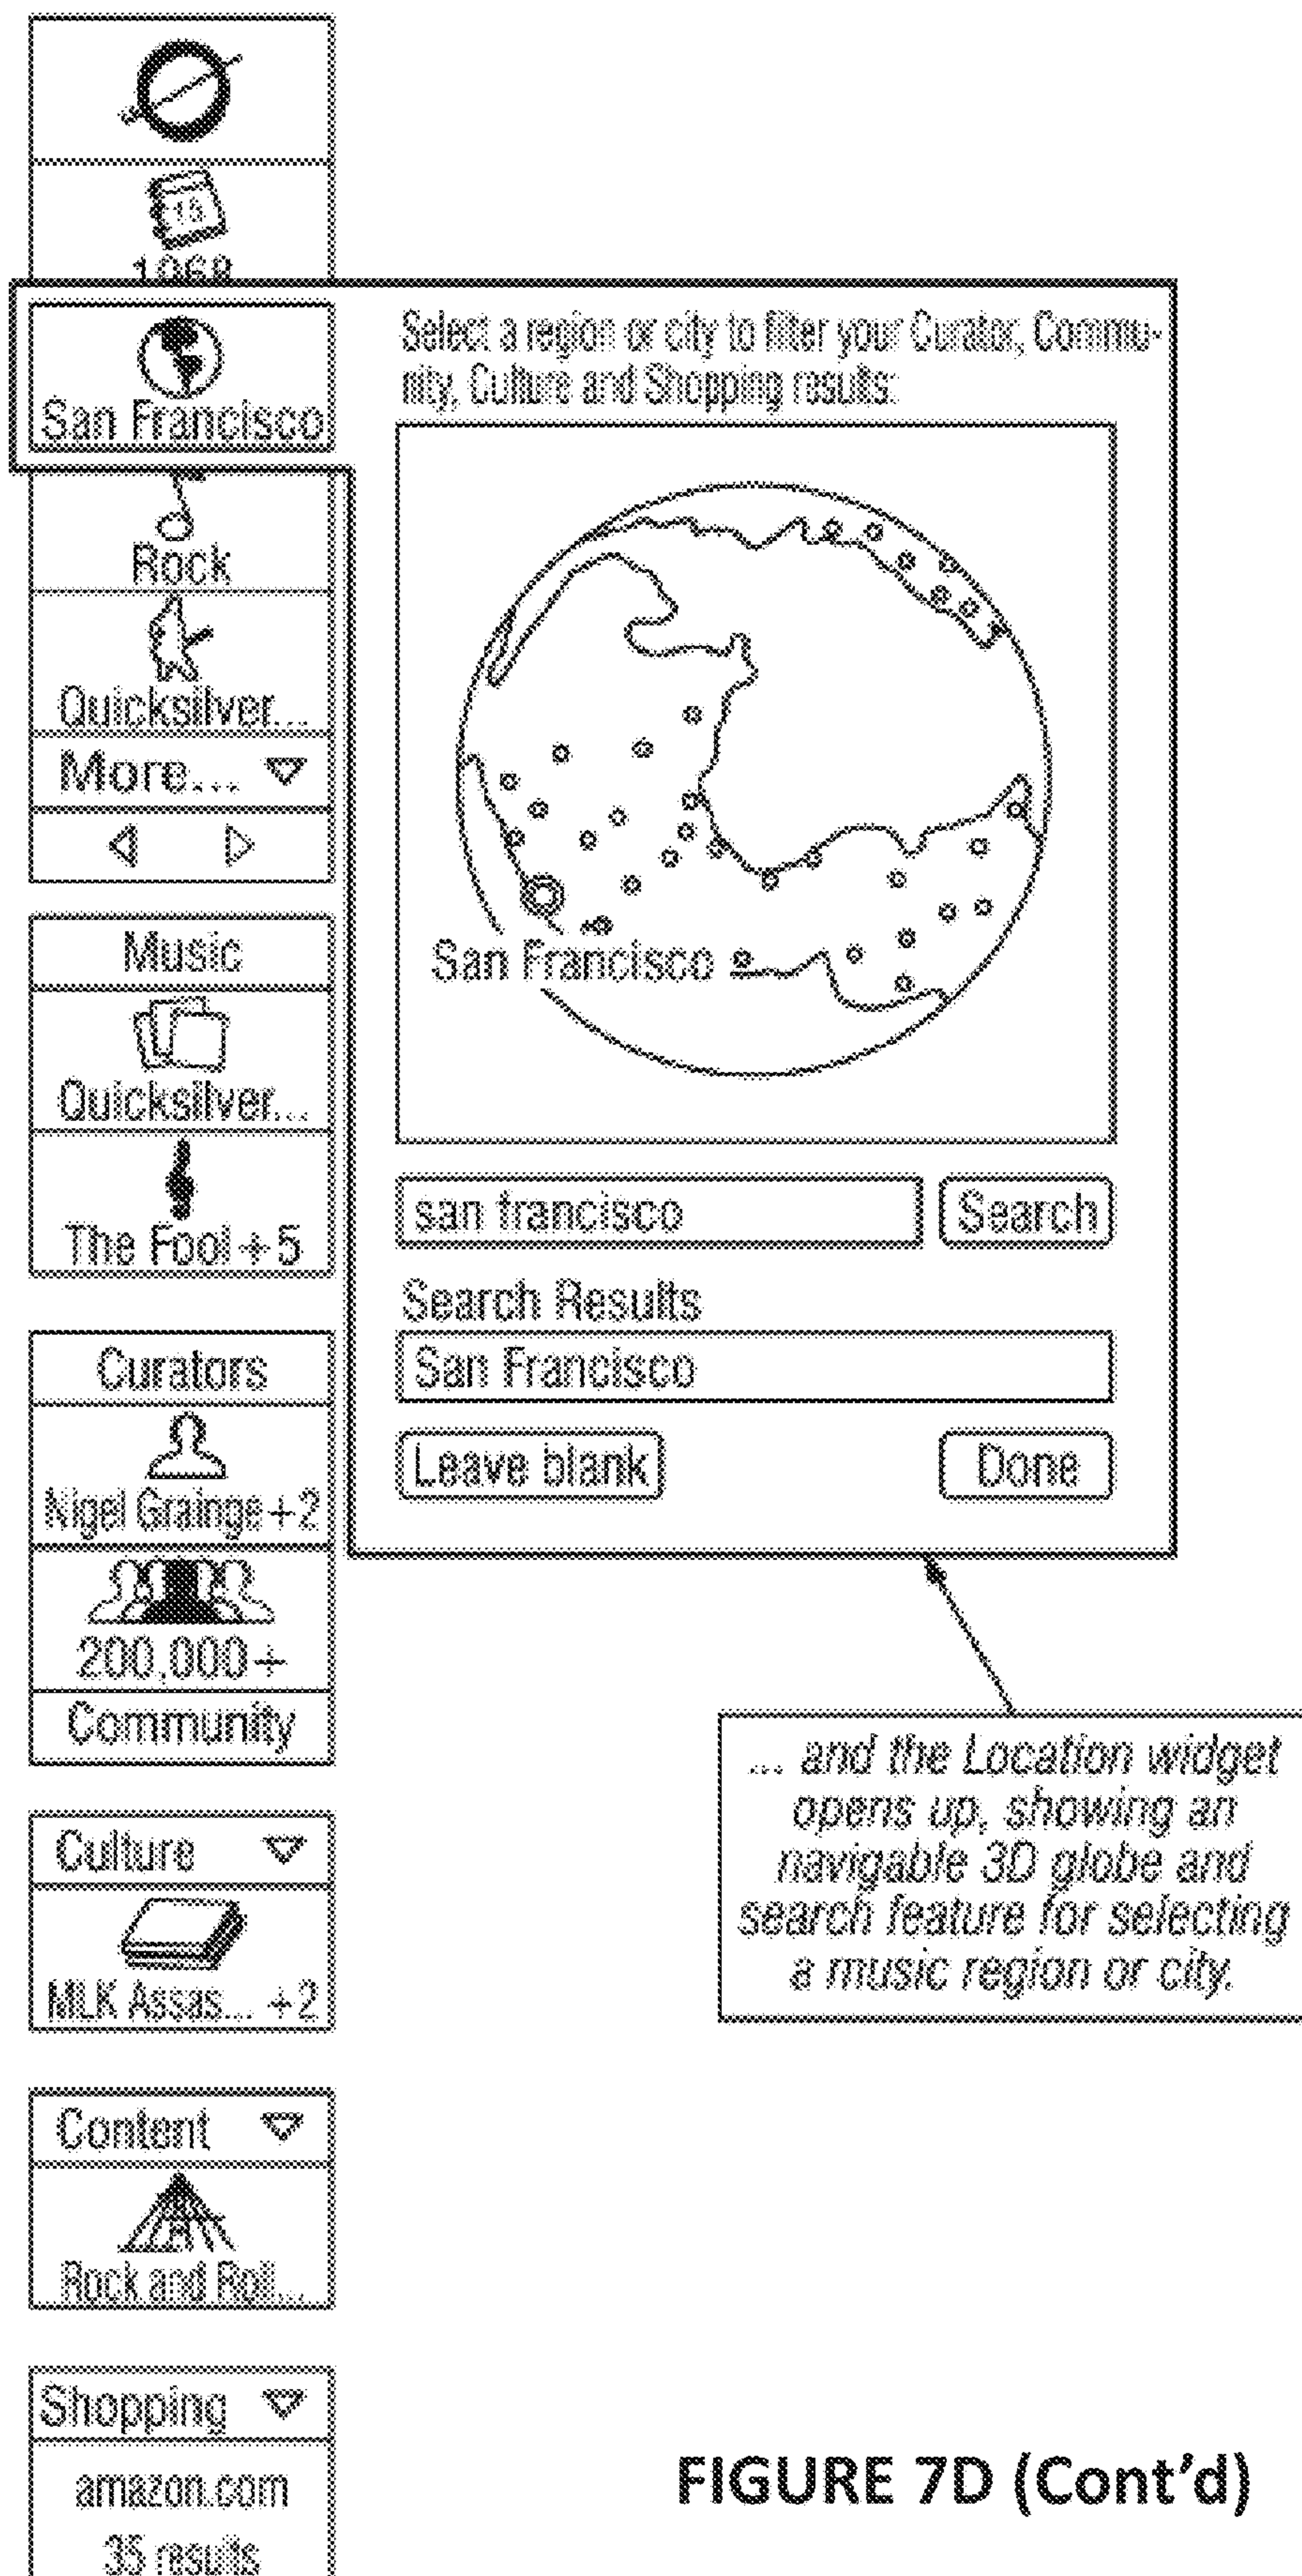 15
1968
San Francisco
Rock
Quicksilver...
More...
Music
Quicksilver...
The Fool +5
Curators
Nigel Grainge +2
200,000+
Community
Culture
MLK Assas... +2
Content
Rock and Roll...
Shopping
amazon.com
35 results
Select a region or city to filter your Curator, Commu-
nity, Culture and Shopping results:
San Francisco
san francisco
Search
Search Results
San Francisco
Leave blank
Done
... and the Location widget
opens up, showing an
navigable 3D globe and
search feature for selecting
a music region or city.
FIGURE 7D (Cont'd)